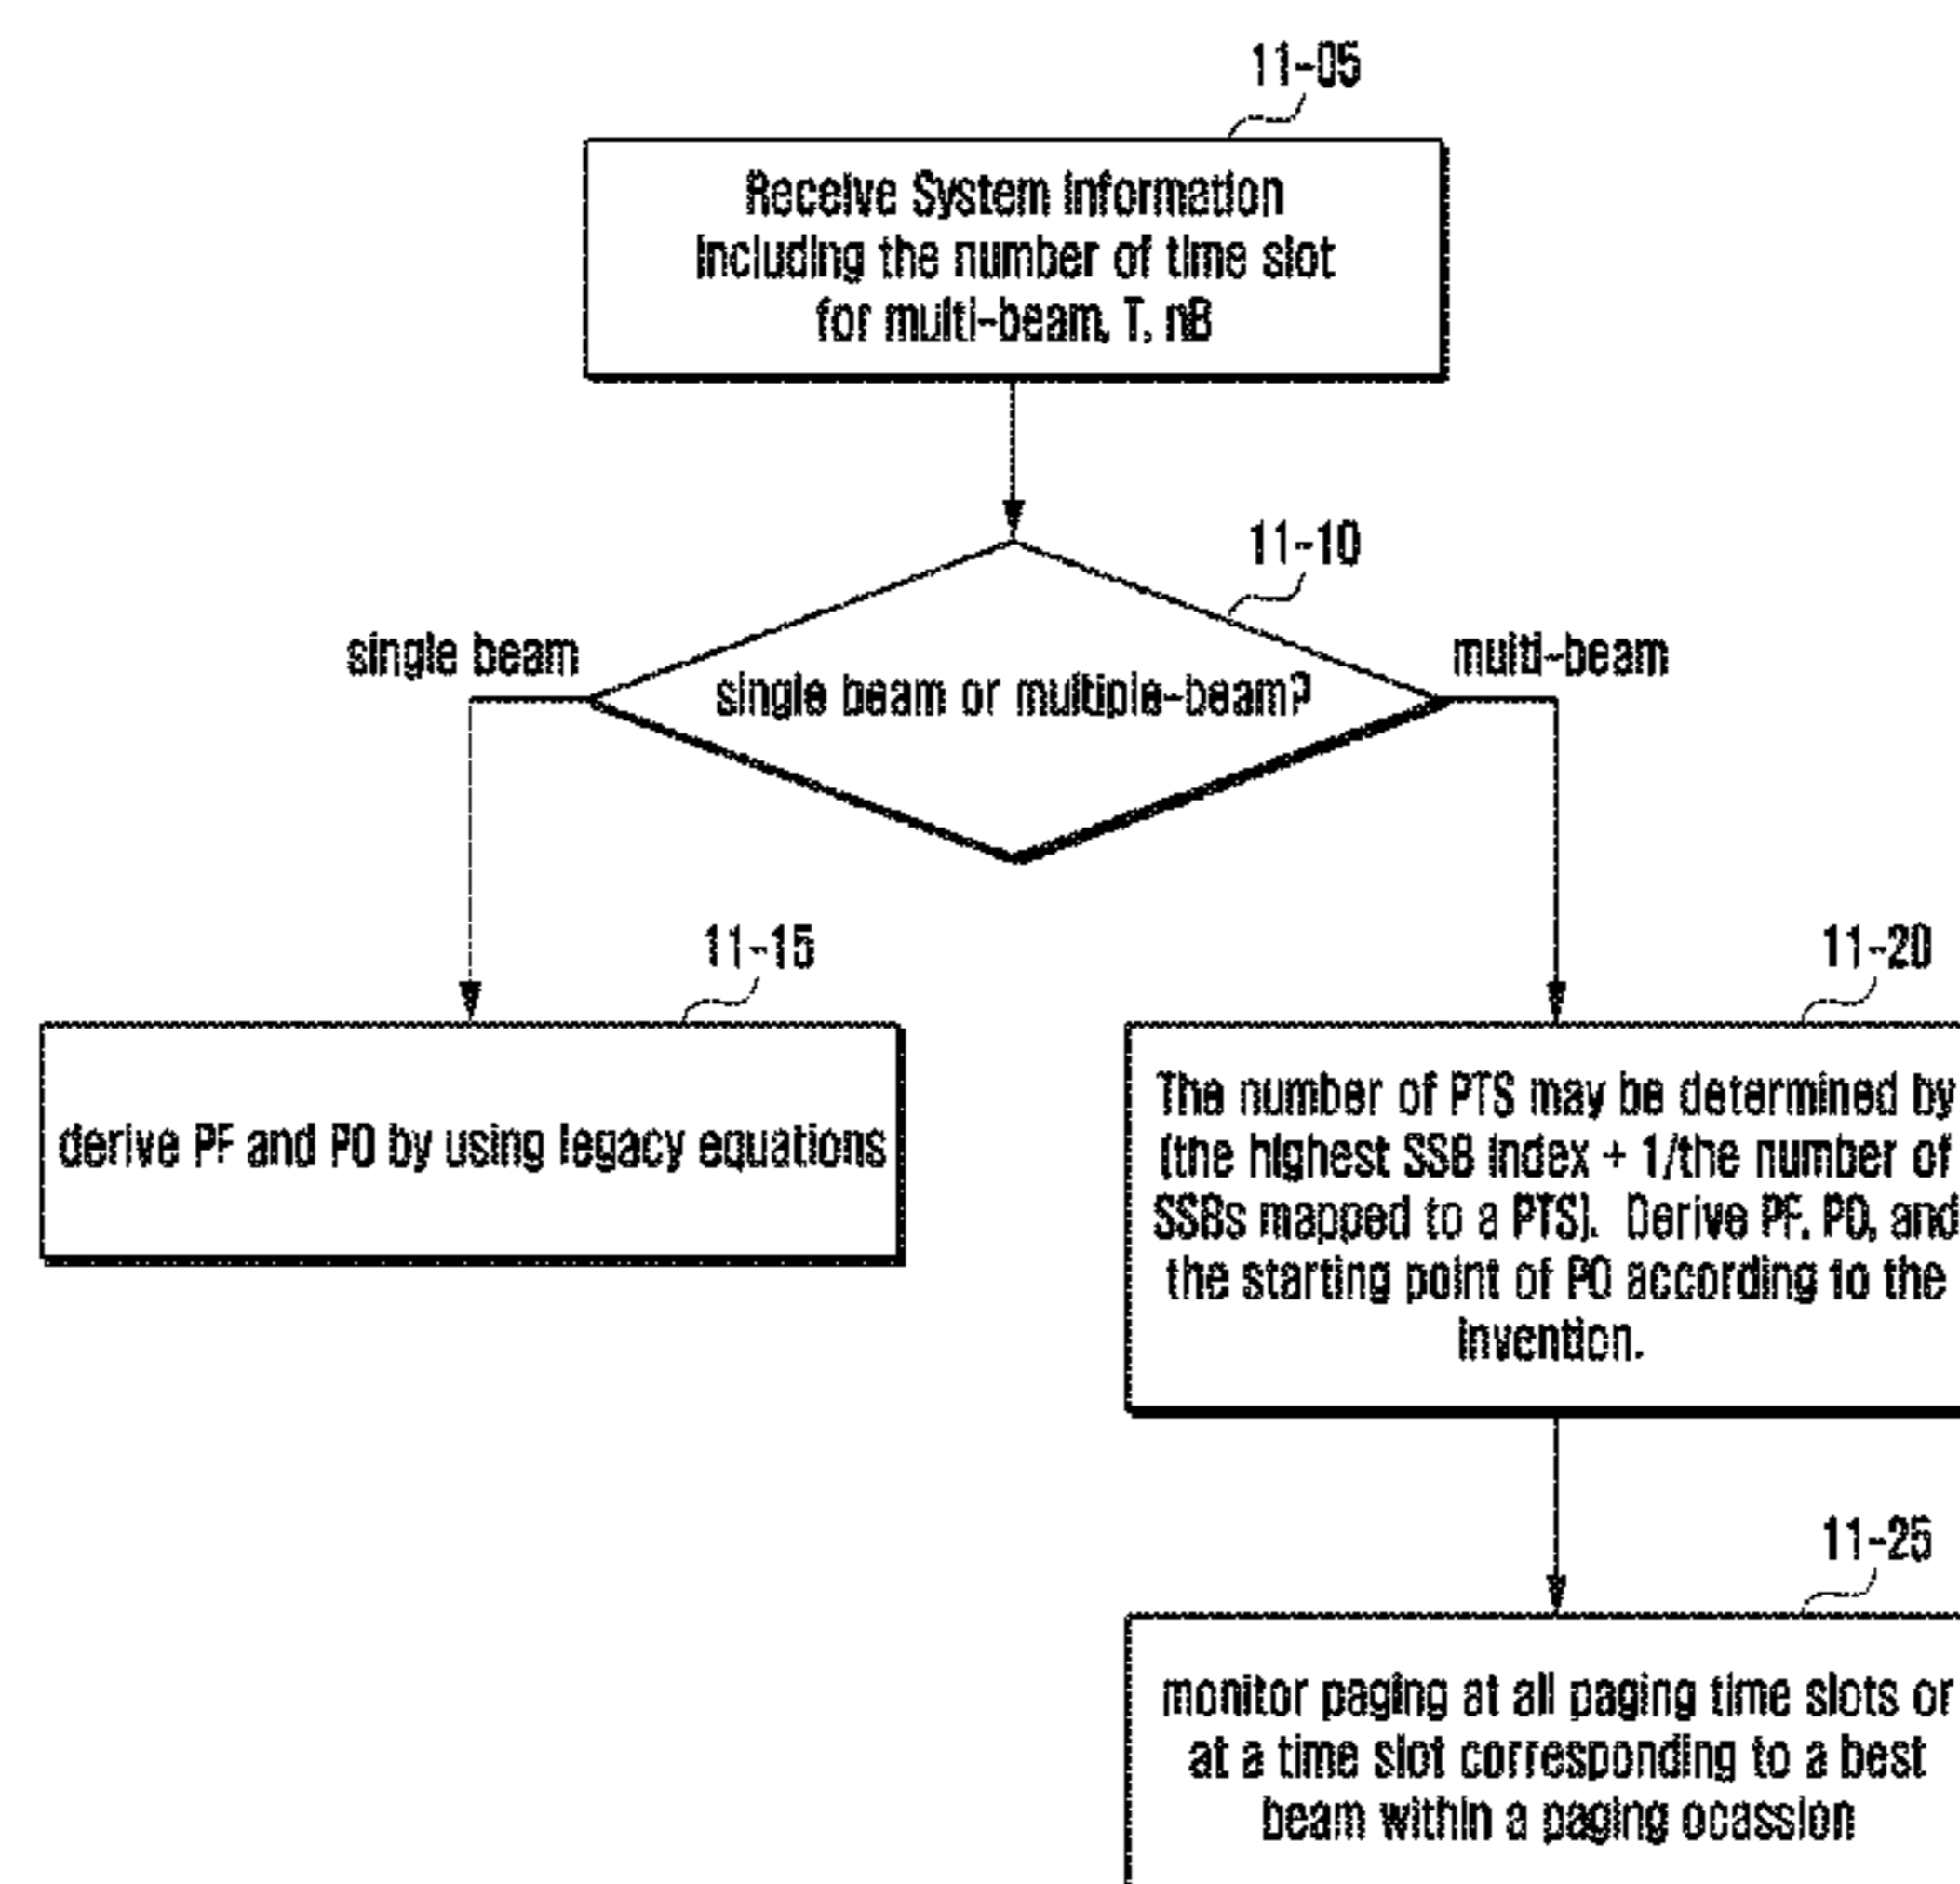 11-05
Receive System Information
including the number of time slot
for multi-beam, T, nB
11-10
single beam
single beam or multiple-beam?
multi-beam
11-15
derive PF and PO by using legacy equations
11-20
The number of PTS may be determined by
(the highest SSB index + 1/the number of
SSBs mapped to a PTS). Derive PF, PO, and
the starting point of PO according to the
invention.
11-25
monitor paging at all paging time slots or
at a time slot corresponding to a best
beam within a paging ocassion